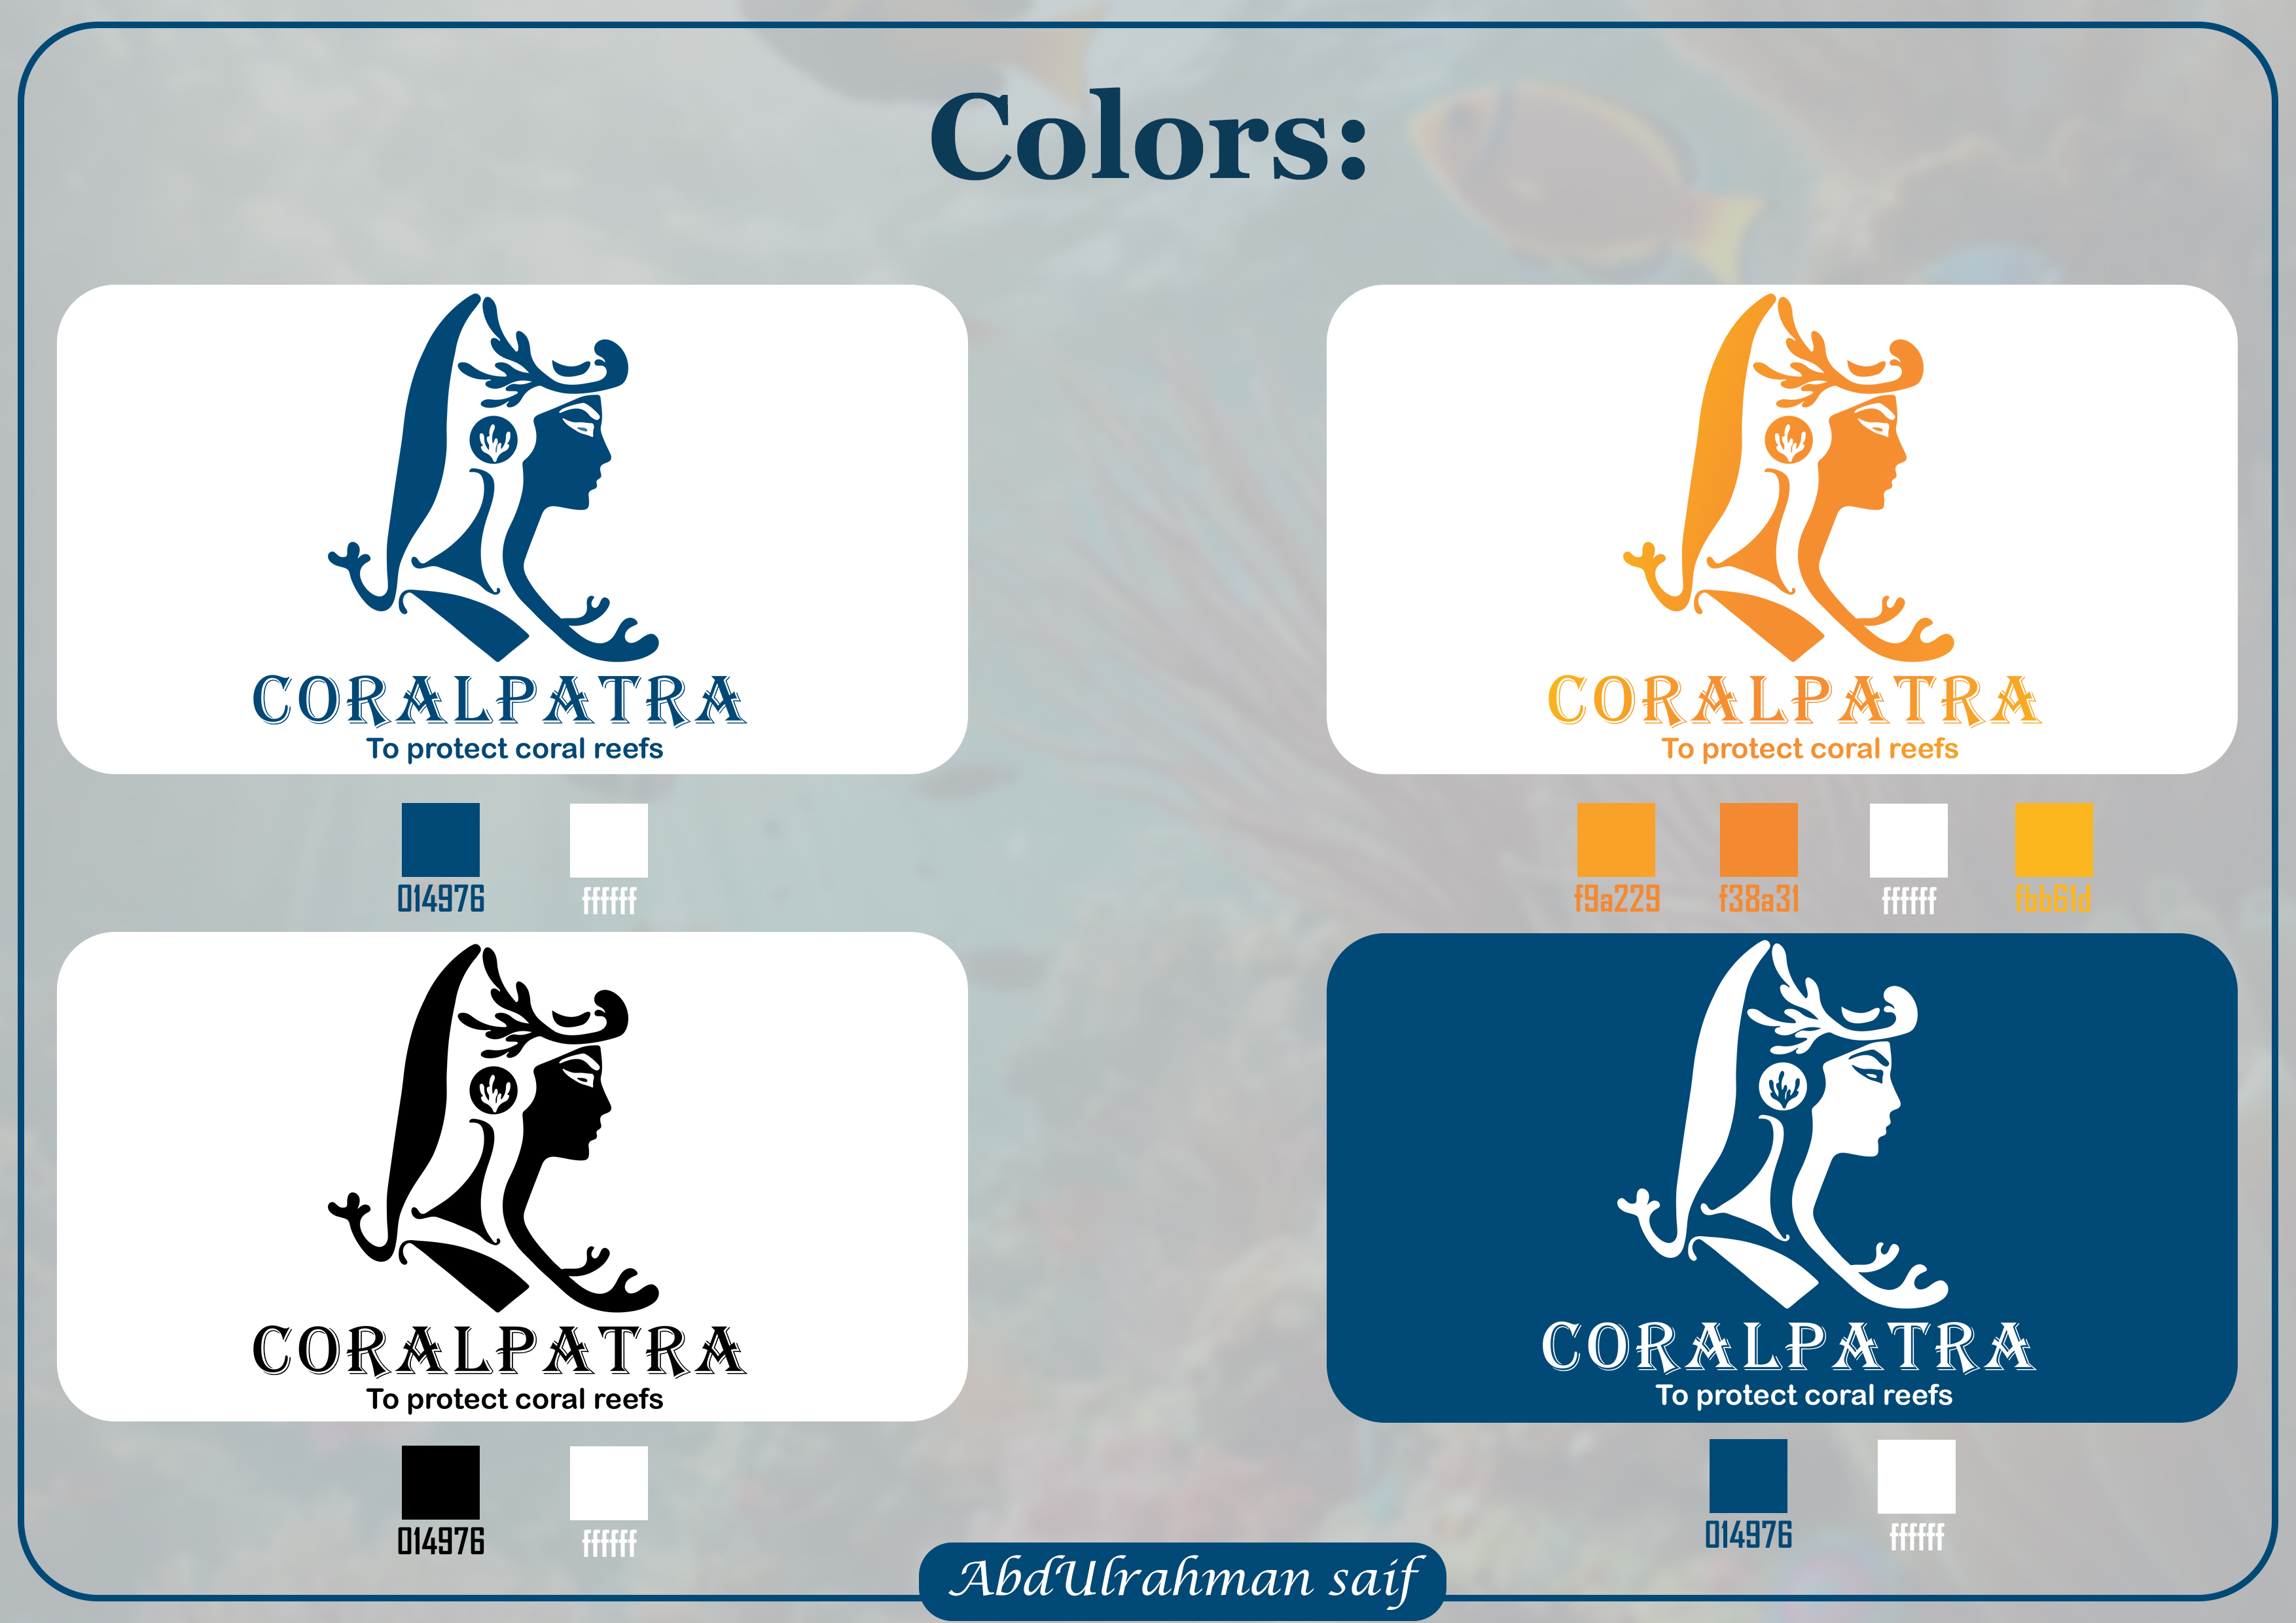 Colors:
CORALPATRA
To protect coral reefs
014976 ffffff
CORALPATRA
To protect coral reefs
f9a229 f38a31 ffffff fbb61d
CORALPATRA
To protect coral reefs
014976 ffffff
CORALPATRA
To protect coral reefs
014976 ffffff
AbdUlrahman saif